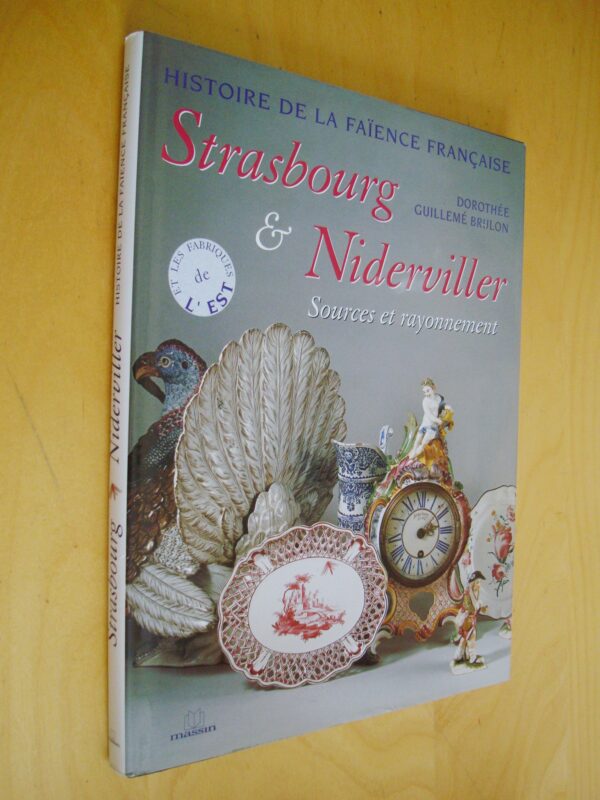 HISTOIRE DE LA FAÏENCE FRANÇAISE
Strasbourg
&
Niderviller
DOROTHÉE
GUILLEMÉ BRULON
Sources et rayonnement
ET LES FABRIQUES
de
L'EST
massin
Strasbourg Niderviller HISTOIRE DE LA FAÏENCE FRANÇAISE